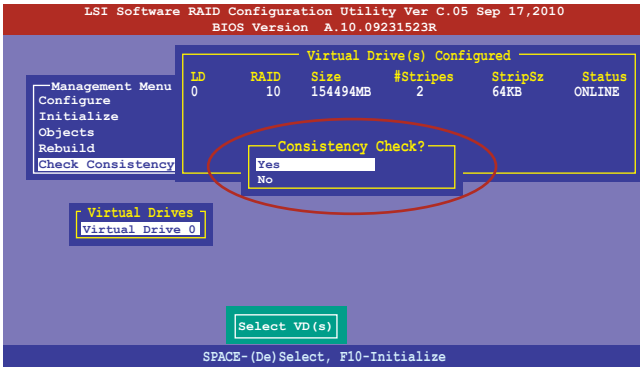 LSI Software RAID Configuration Utility Ver C.05 Sep 17,2010
BIOS Version A.10.09231523R
Virtual Drive(s) Configured
LD RAID Size #Stripes StripSz Status
0 10 154494MB 2 64KB ONLINE
Management Menu
Configure
Initialize
Objects
Rebuild
Check Consistency
Consistency Check?
Yes
No
Virtual Drives
Virtual Drive 0
Select VD(s)
SPACE-(De)Select, F10-Initialize